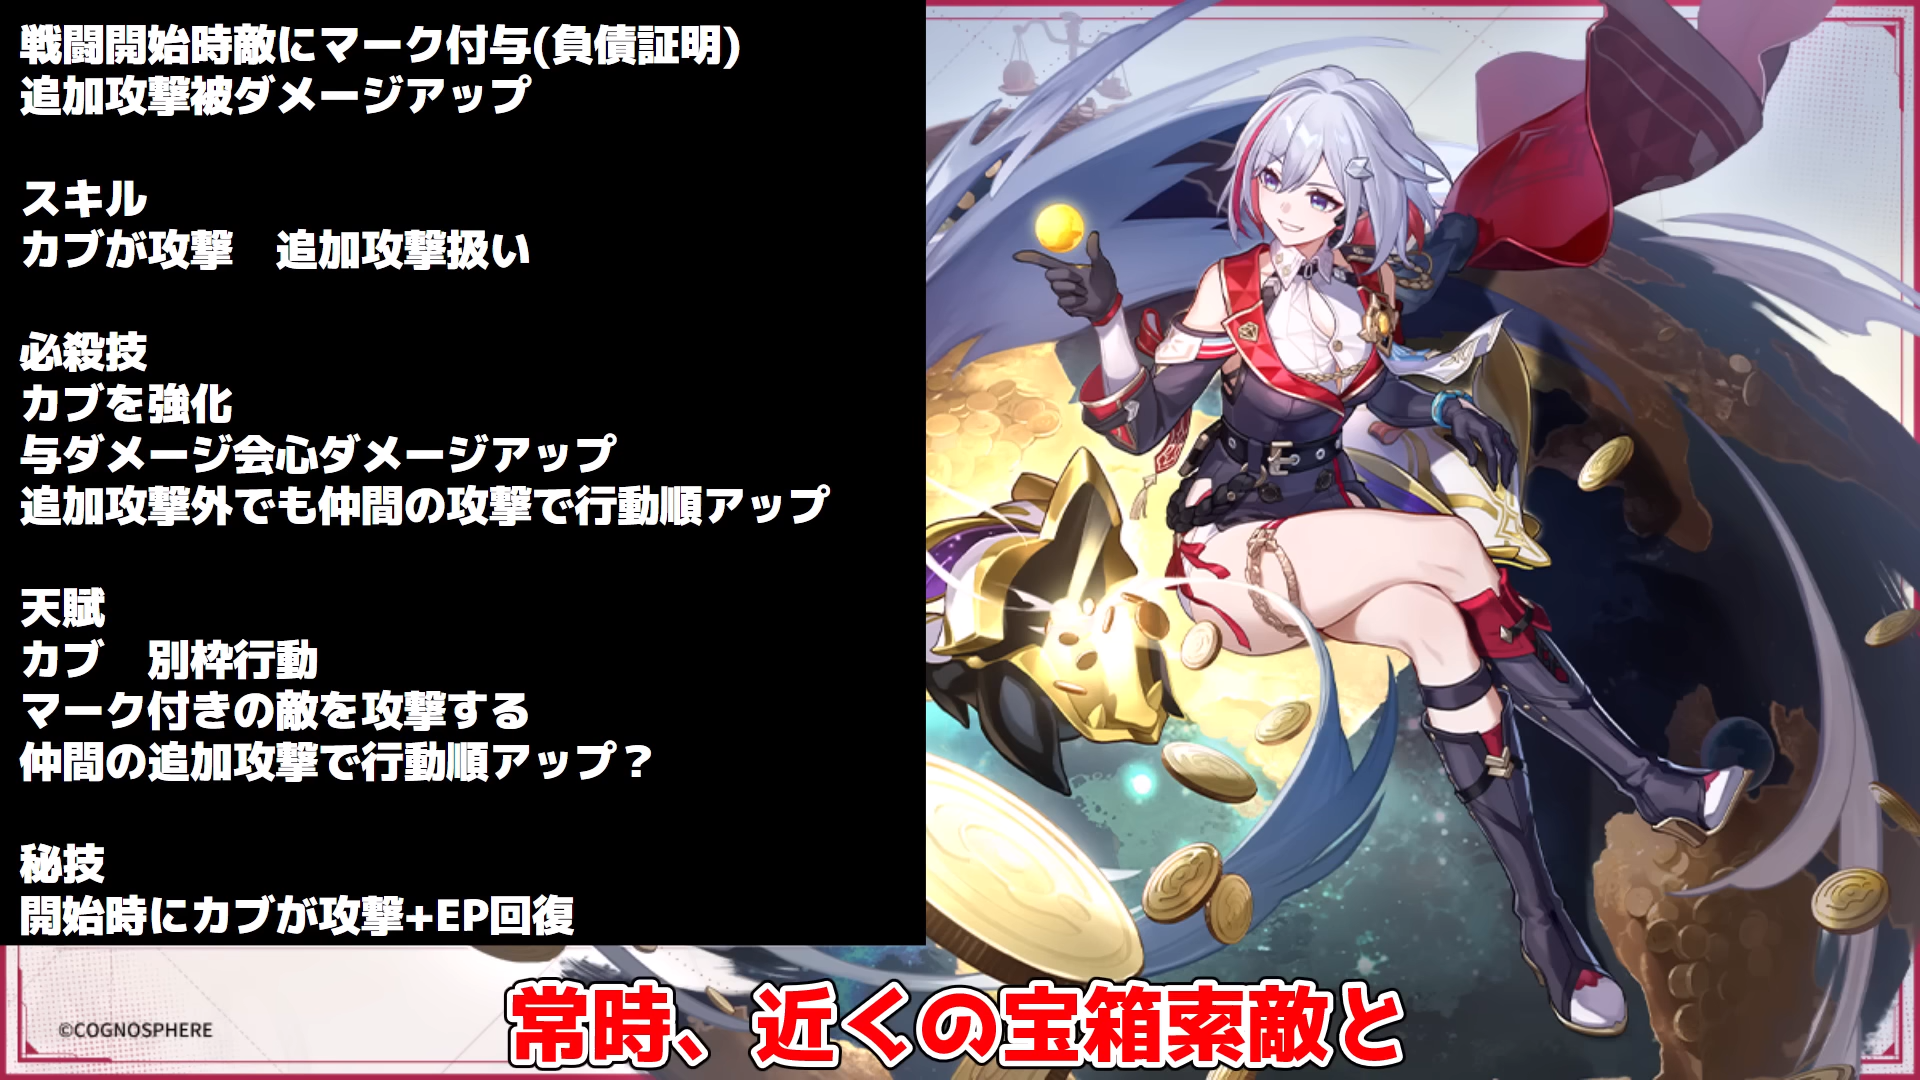 戦闘開始時敵にマーク付与(負債証明)
追加攻撃被ダメージアップ
スキル
カブが攻撃　追加攻撃扱い
必殺技
カブを強化
与ダメージ会心ダメージアップ
追加攻撃外でも仲間の攻撃で行動順アップ
天賦
カブ　別枠行動
マーク付きの敵を攻撃する
仲間の追加攻撃で行動順アップ？
秘技
開始時にカブが攻撃+EP回復
©COGNOSPHERE
常時、近くの宝箱索敵と